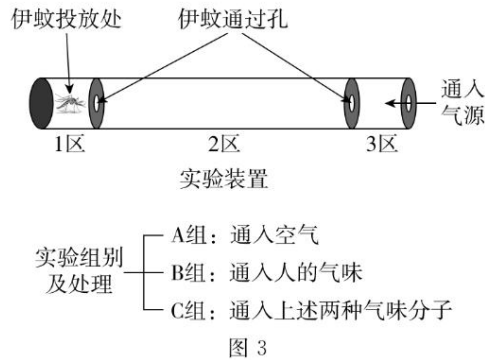 伊蚊投放处 伊蚊通过孔
通入
气源
1区 2区 3区
实验装置
A组：通入空气
实验组别
及处理
B组：通入人的气味
C组：通入上述两种气味分子
图 3